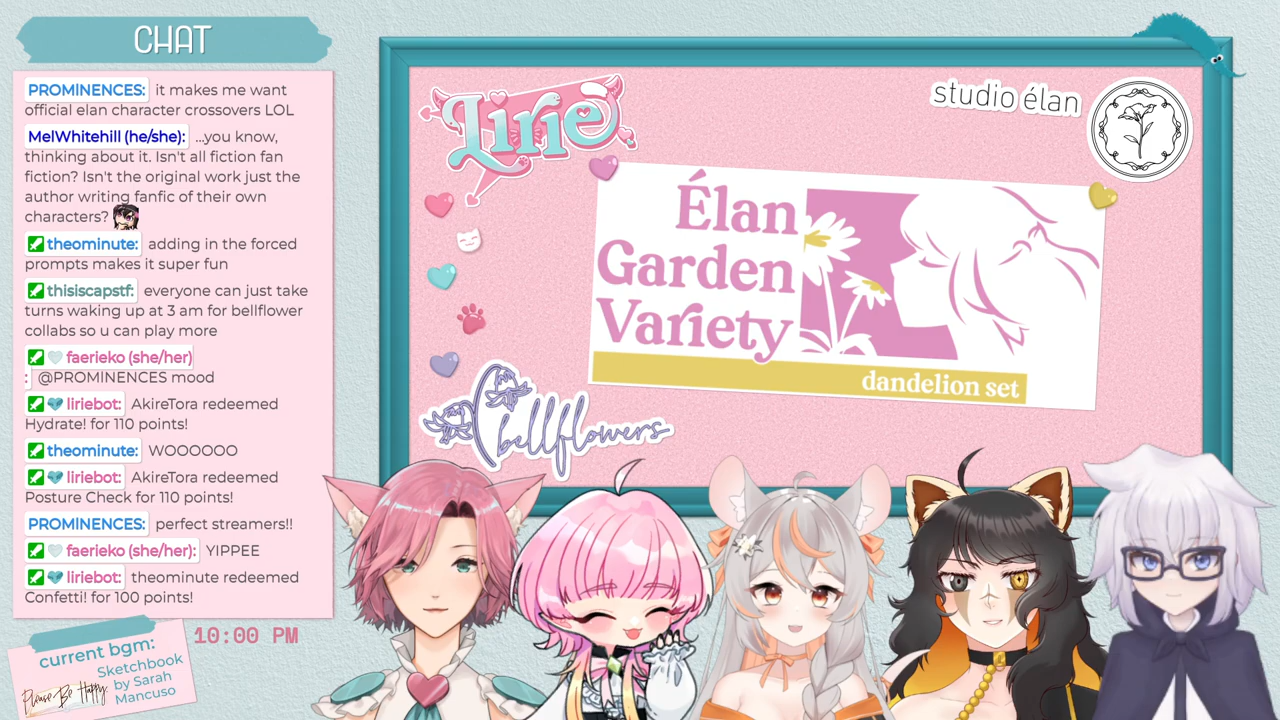 CHAT
PROMINENCES: it makes me want
official elan character crossovers LOL
MelWhitehill (he/she): ...you know,
thinking about it. Isn't all fiction fan
fiction? Isn't the original work just the
author writing fanfic of their own
characters?
theominute: adding in the forced
prompts makes it super fun
thisiscapstf: everyone can just take
turns waking up at 3 am for bellflower
collabs so u can play more
faerieko (she/her)
: @PROMINENCES mood
liriebot: AkireTora redeemed
Hydrate! for 110 points!
theominute: WOOOOOO
liriebot: AkireTora redeemed
Posture Check for 110 points!
PROMINENCES: perfect streamers!!
faerieko (she/her): YIPPEE
liriebot: theominute redeemed
Confetti! for 100 points!
10:00 PM
current bgm:
Please Be Happy
Sketchbook
by Sarah
Mancuso
Lirie
studio élan
Élan
Garden
Variety
dandelion set
bellflowers